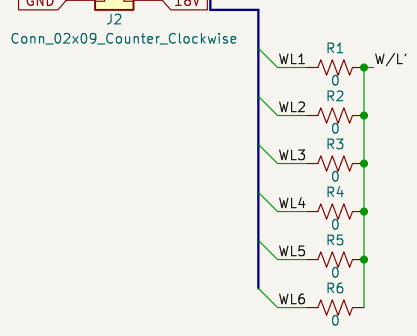 GND
18V
J2
Conn_02x09_Counter_Clockwise
WL1
R1
0
W/L'
WL2
R2
0
WL3
R3
0
WL4
R4
0
WL5
R5
0
WL6
R6
0